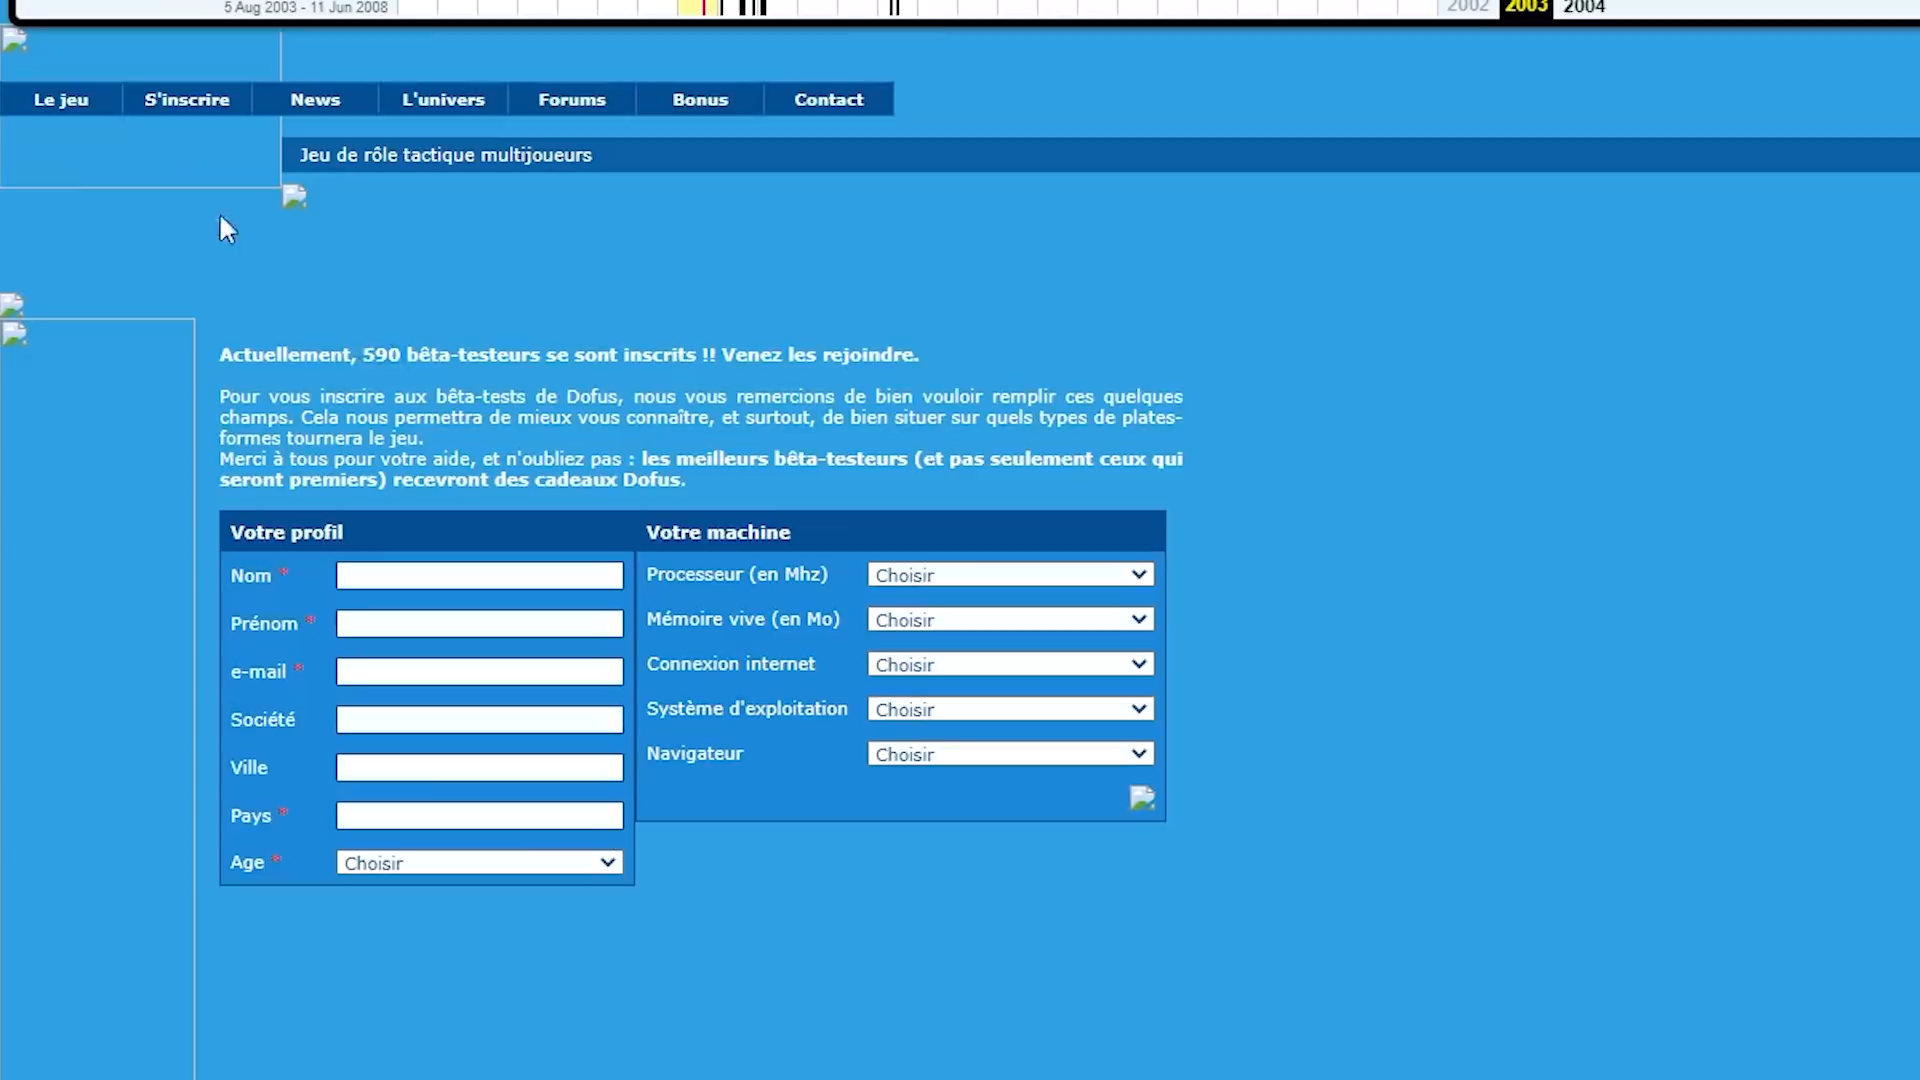 5 Aug 2003 - 11 Jun 2008
2002 2003 2004
Le jeu S'inscrire News L'univers Forums Bonus Contact
Jeu de rôle tactique multijoueurs
Actuellement, 590 bêta-testeurs se sont inscrits !! Venez les rejoindre.
Pour vous inscrire aux bêta-tests de Dofus, nous vous remercions de bien vouloir remplir ces quelques
champs. Cela nous permettra de mieux vous connaître, et surtout, de bien situer sur quels types de plates-
formes tournera le jeu.
Merci à tous pour votre aide, et n'oubliez pas : les meilleurs bêta-testeurs (et pas seulement ceux qui
seront premiers) recevront des cadeaux Dofus.
Votre profil
Nom *
Prénom *
e-mail *
Société
Ville
Pays *
Age * Choisir
Votre machine
Processeur (en Mhz) Choisir
Mémoire vive (en Mo) Choisir
Connexion internet Choisir
Système d'exploitation Choisir
Navigateur Choisir